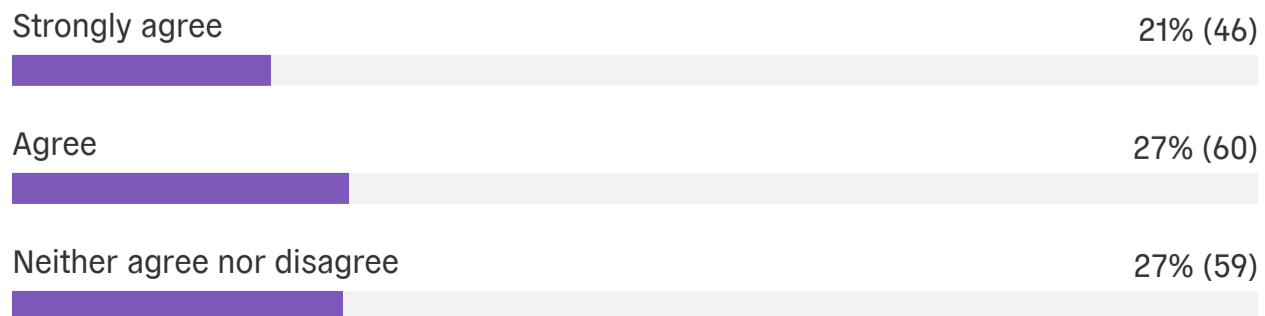 Strongly agree 21% (46)
Agree 27% (60)
Neither agree nor disagree 27% (59)